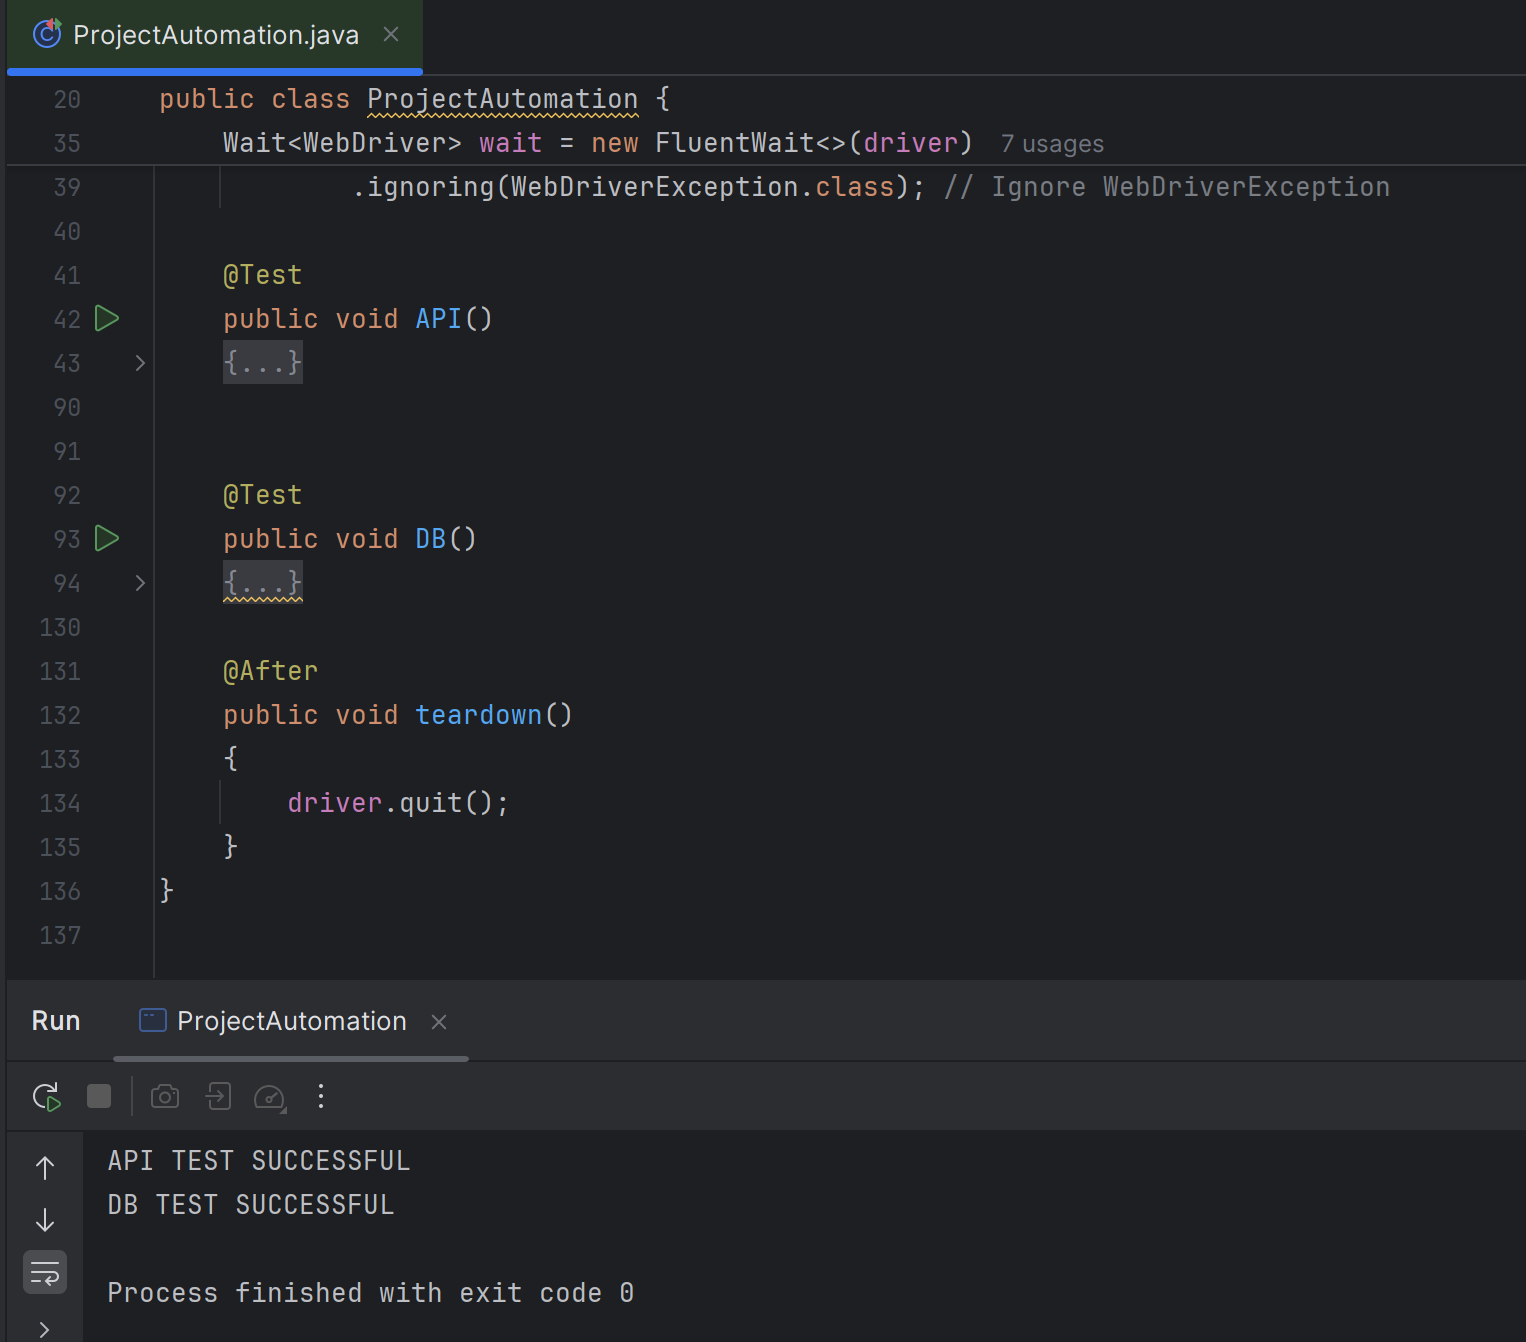 ProjectAutomation.java
20 public class ProjectAutomation {
35 Wait<WebDriver> wait = new FluentWait<>(driver) 7 usages
39 .ignoring(WebDriverException.class); // Ignore WebDriverException
40
41 @Test
42 public void API()
43 {...}
90
91
92 @Test
93 public void DB()
94 {...}
130
131 @After
132 public void teardown()
133 {
134 driver.quit();
135 }
136 }
137
Run ProjectAutomation
API TEST SUCCESSFUL
DB TEST SUCCESSFUL
Process finished with exit code 0